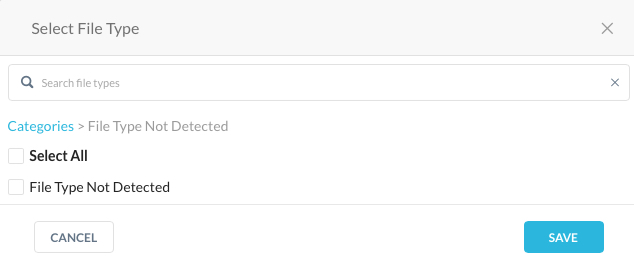 Select File Type
Search file types
Categories > File Type Not Detected
Select All
File Type Not Detected
CANCEL
SAVE